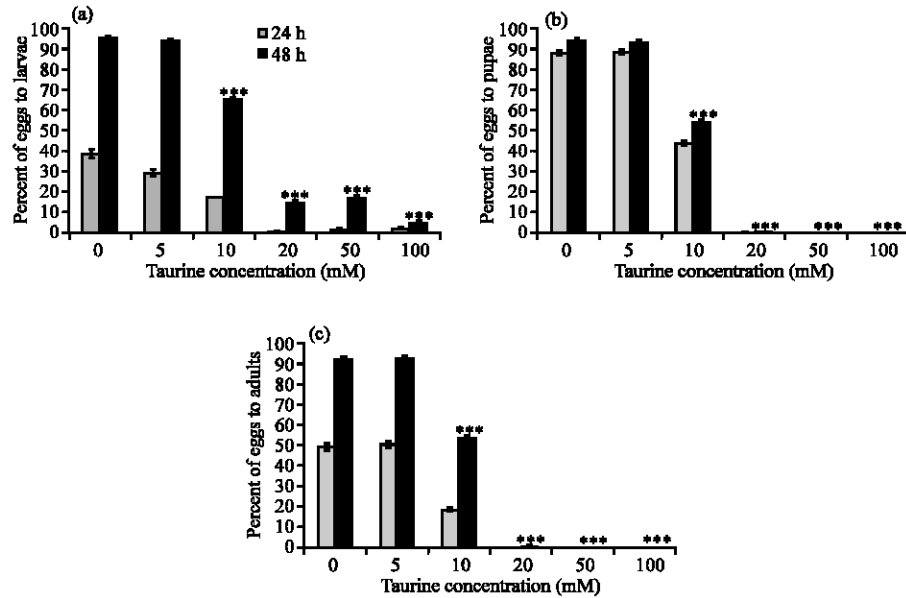 (a)
24 h
48 h
Percent of eggs to larvae
100
90
80
70
60
50
40
30
20
10
0
***
***
***
***
0 5 10 20 50 100
Taurine concentration (mM)
(b)
Percent of eggs to pupae
100
90
80
70
60
50
40
30
20
10
0
***
*** *** ***
0 5 10 20 50 100
Taurine concentration (mM)
(c)
Percent of eggs to adults
100
90
80
70
60
50
40
30
20
10
0
***
*** *** ***
0 5 10 20 50 100
Taurine concentration (mM)